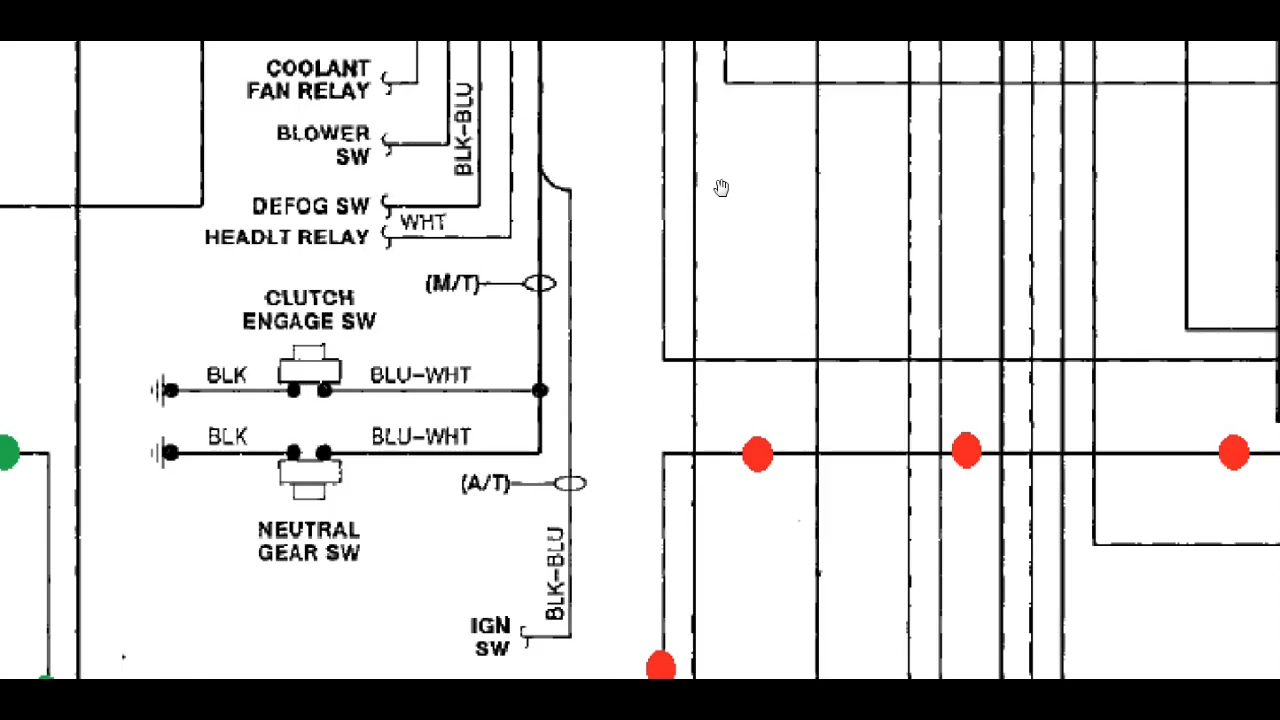 COOLANT
FAN RELAY
BLOWER
SW
BLK-BLU
DEFOG SW
WHT
HEADLT RELAY
(M/T)
CLUTCH
ENGAGE SW
BLK
BLU-WHT
BLK
BLU-WHT
(A/T)
NEUTRAL
GEAR SW
BLK-BLU
IGN
SW